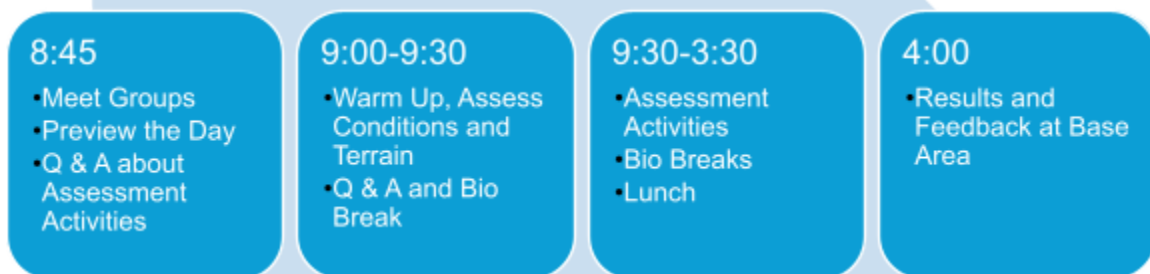 8:45
•Meet Groups
•Preview the Day
•Q & A about
Assessment
Activities
9:00-9:30
•Warm Up, Assess
Conditions and
Terrain
•Q & A and Bio
Break
9:30-3:30
•Assessment
Activities
•Bio Breaks
•Lunch
4:00
•Results and
Feedback at Base
Area